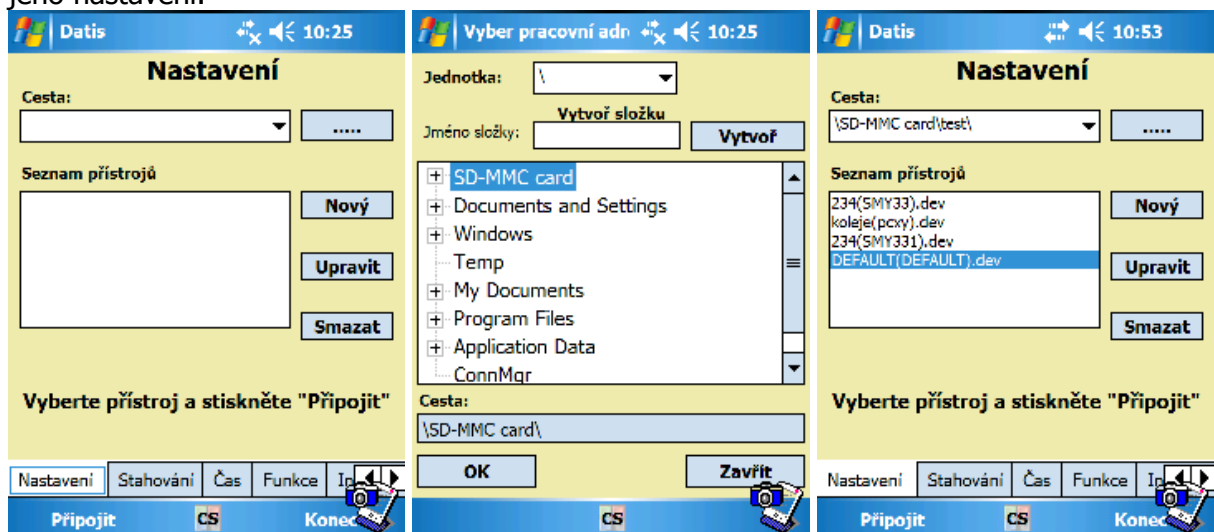 Datis 10:25
Nastavení
Cesta:
.....
Seznam přístrojů
Nový
Upravit
Smazat
Vyberte přístroj a stiskněte "Připojit"
Nastavení Stahování Čas Funkce
Připojit CS
Vyber pracovní adr 10:25
Jednotka: \
Vytvoř složku
Jméno složky: Vytvoř
SD-MMC card
Documents and Settings
Windows
Temp
My Documents
Program Files
Application Data
ConnMgr
Cesta:
\SD-MMC card\
OK Zavřít
CS
Datis 10:53
Nastavení
Cesta:
\SD-MMC card\test\ .....
Seznam přístrojů
234(SMY33).dev
koleje(pcxy).dev
234(SMY331).dev
DEFAULT(DEFAULT).dev
Nový
Upravit
Smazat
Vyberte přístroj a stiskněte "Připojit"
Nastavení Stahování Čas Funkce
Připojit CS